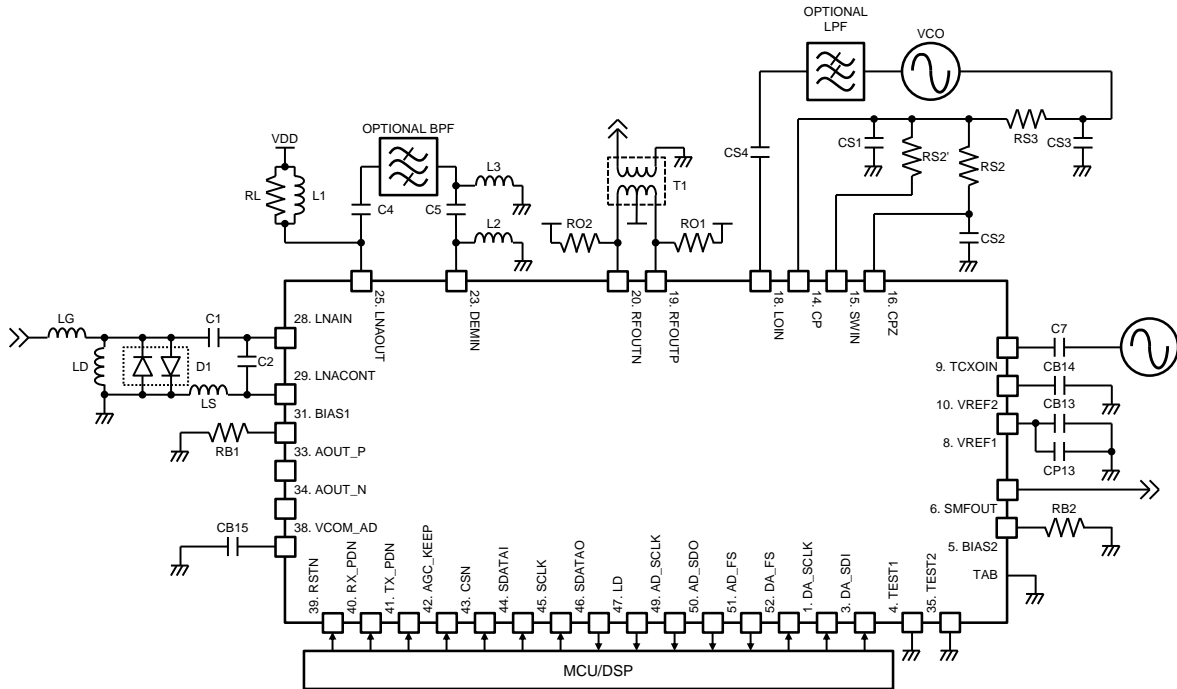 OPTIONAL
LPF
VCO
VDD
OPTIONAL BPF
RL
L1
C4
C5
L3
L2
T1
RO2
RO1
CS4
CS1
RS2'
RS2
RS3
CS3
CS2
25. LNAOUT
23. DEMIN
20. RFOUTN
19. RFOUTP
18. LOIN
14. CP
15. SWIN
16. CPZ
LG
C1
LD
D1
C2
LS
RB1
CB15
28. LNAIN
29. LNACONT
31. BIAS1
33. AOUT_P
34. AOUT_N
38. VCOM_AD
C7
9. TCXOIN
CB14
10. VREF2
CB13
8. VREF1
CP13
6. SMFOUT
RB2
5. BIAS2
TAB
39. RSTN
40. RX_PDN
41. TX_PDN
42. AGC_KEEP
43. CSN
44. SDATAI
45. SCLK
46. SDATAO
47. LD
49. AD_SCLK
50. AD_SDO
51. AD_FS
52. DA_FS
1. DA_SCLK
3. DA_SDI
4. TEST1
35. TEST2
MCU/DSP